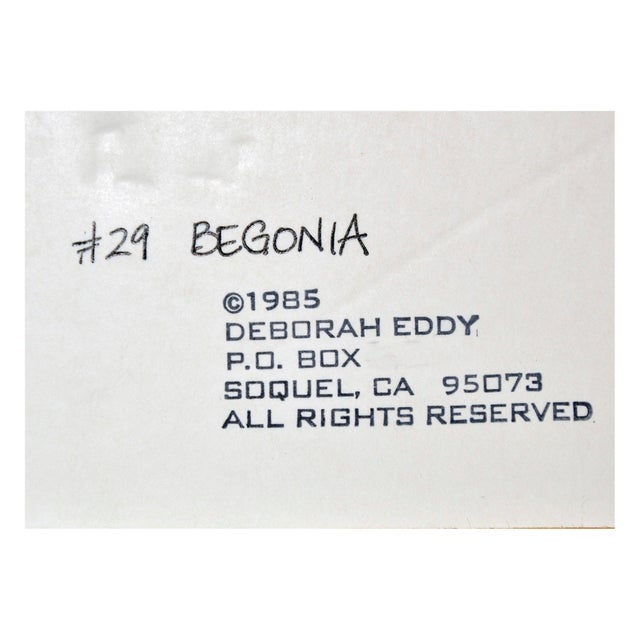 #29 BEGONIA
©1985
DEBORAH EDDY
P.O. BOX
SOQUEL, CA 95073
ALL RIGHTS RESERVED